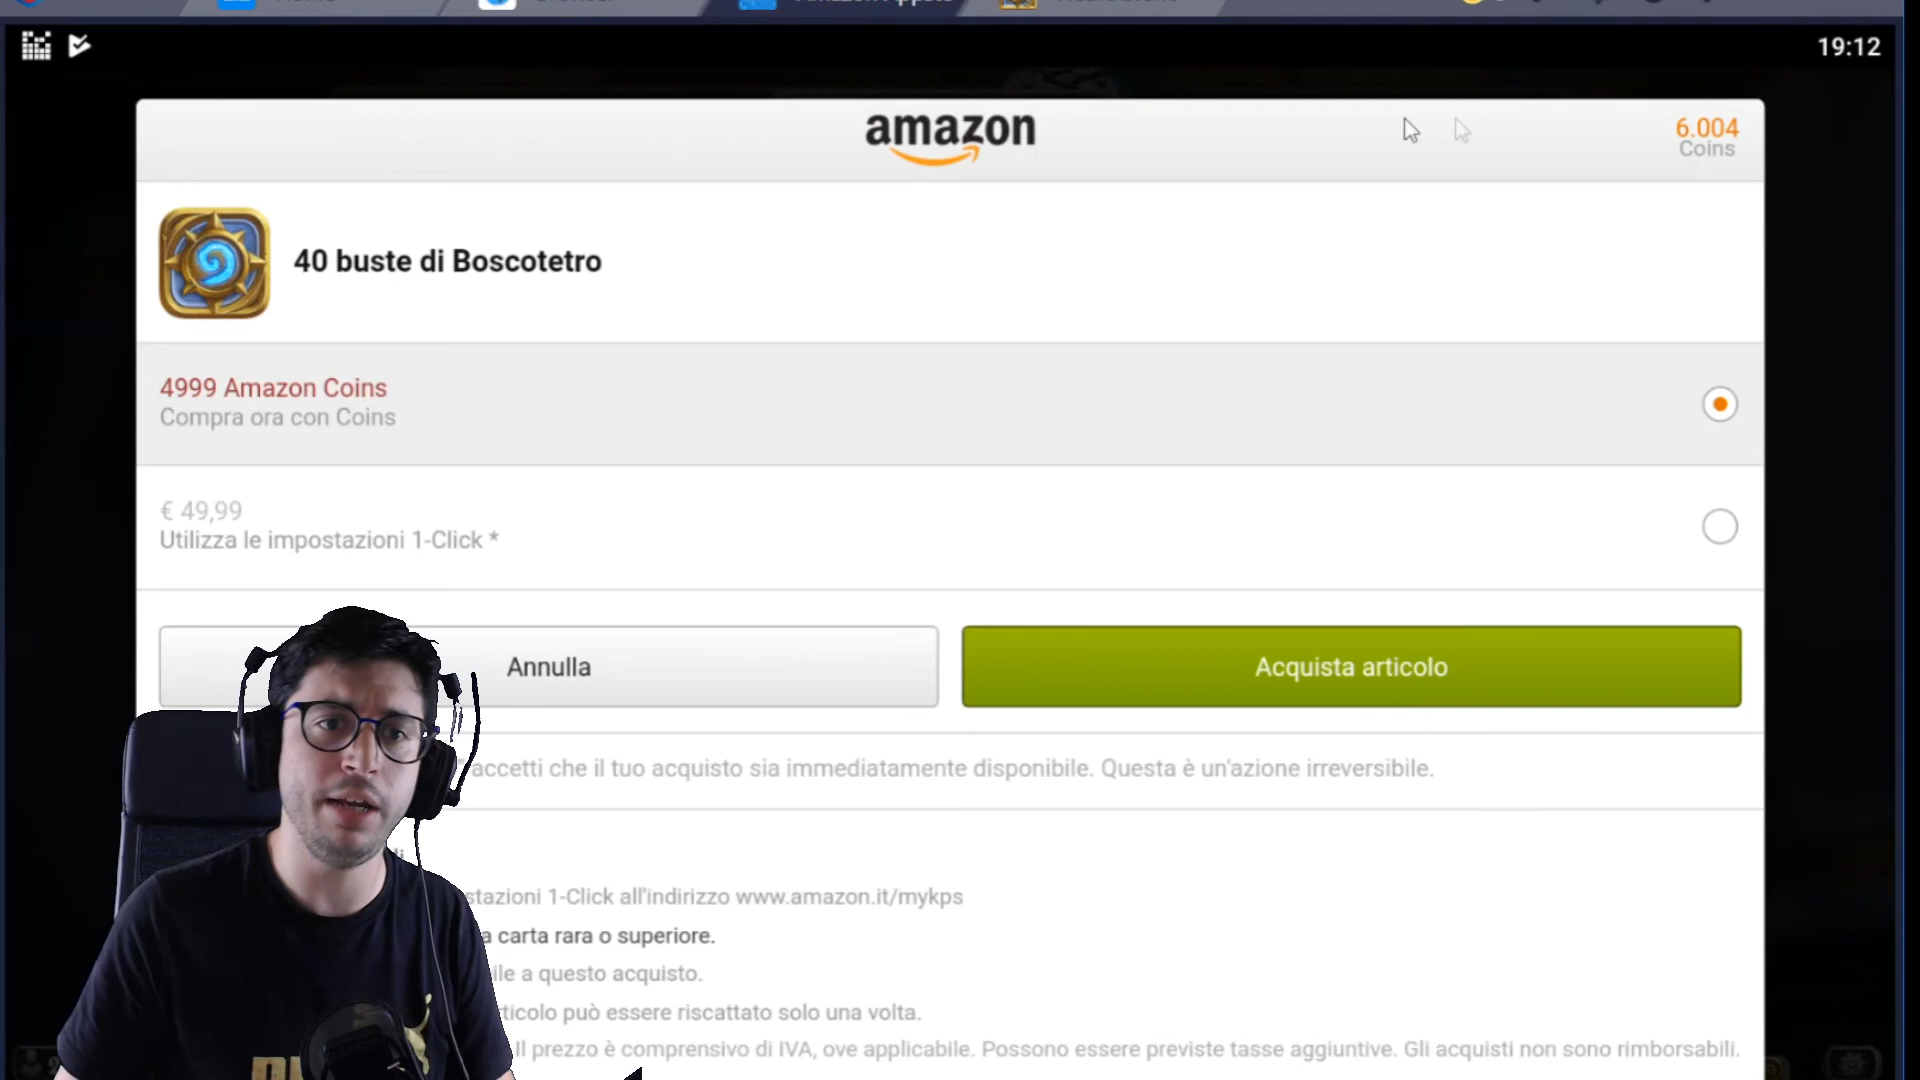 19:12
amazon
6.004
Coins
40 buste di Boscotetro
4999 Amazon Coins
Compra ora con Coins
€ 49,99
Utilizza le impostazioni 1-Click *
Annulla
Acquista articolo
accetti che il tuo acquisto sia immediatamente disponibile. Questa è un'azione irreversibile.
1-Click all'indirizzo www.amazon.it/mykps
carta rara o superiore.
a questo acquisto.
può essere riscattato solo una volta.
Il prezzo è comprensivo di IVA, ove applicabile. Possono essere previste tasse aggiuntive. Gli acquisti non sono rimborsabili.